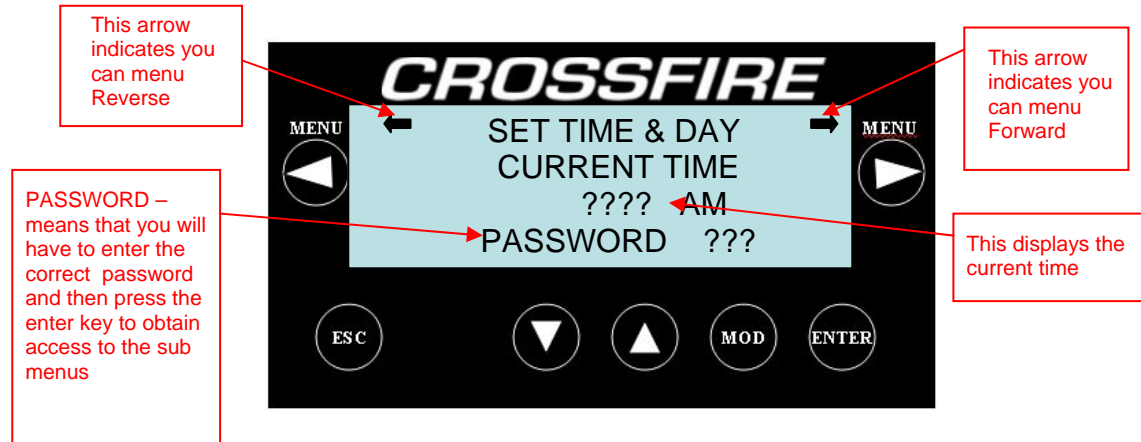 This arrow
indicates you
can menu
Reverse
CROSSFIRE
This arrow
indicates you
can menu
Forward
MENU
SET TIME & DAY
MENU
CURRENT TIME
???? AM
PASSWORD ???
PASSWORD –
means that you will
have to enter the
correct password
and then press the
enter key to obtain
access to the sub
menus
This displays the
current time
ESC
MOD
ENTER